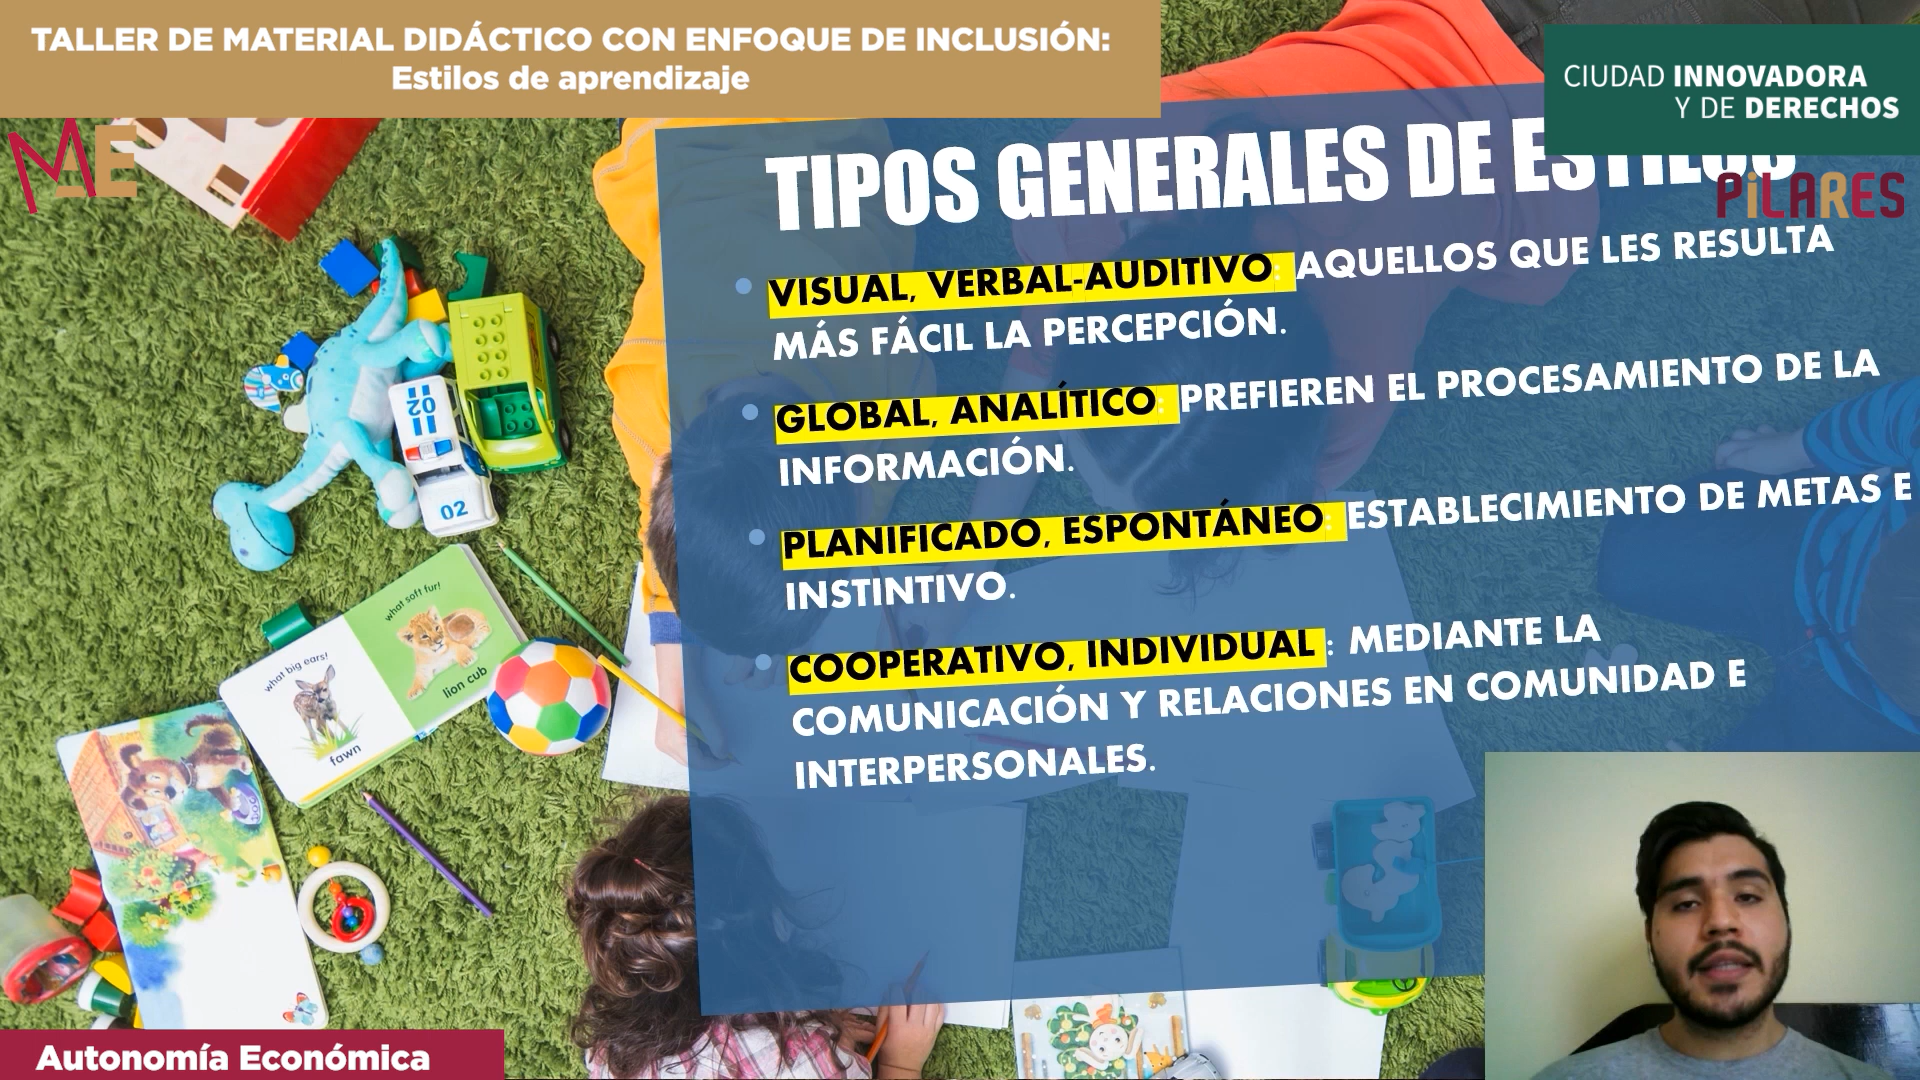 TALLER DE MATERIAL DIDÁCTICO CON ENFOQUE DE INCLUSIÓN:
Estilos de aprendizaje
CIUDAD INNOVADORA
Y DE DERECHOS
MAE
PiLARES
TIPOS GENERALES DE ESTILOS
VISUAL, VERBAL-AUDITIVO: AQUELLOS QUE LES RESULTA
MÁS FÁCIL LA PERCEPCIÓN.
GLOBAL, ANALÍTICO: PREFIEREN EL PROCESAMIENTO DE LA
INFORMACIÓN.
PLANIFICADO, ESPONTÁNEO: ESTABLECIMIENTO DE METAS E
INSTINTIVO.
COOPERATIVO, INDIVIDUAL : MEDIANTE LA
COMUNICACIÓN Y RELACIONES EN COMUNIDAD E
INTERPERSONALES.
02
02
what soft fur!
lion cub
what big ears!
fawn
Autonomía Económica